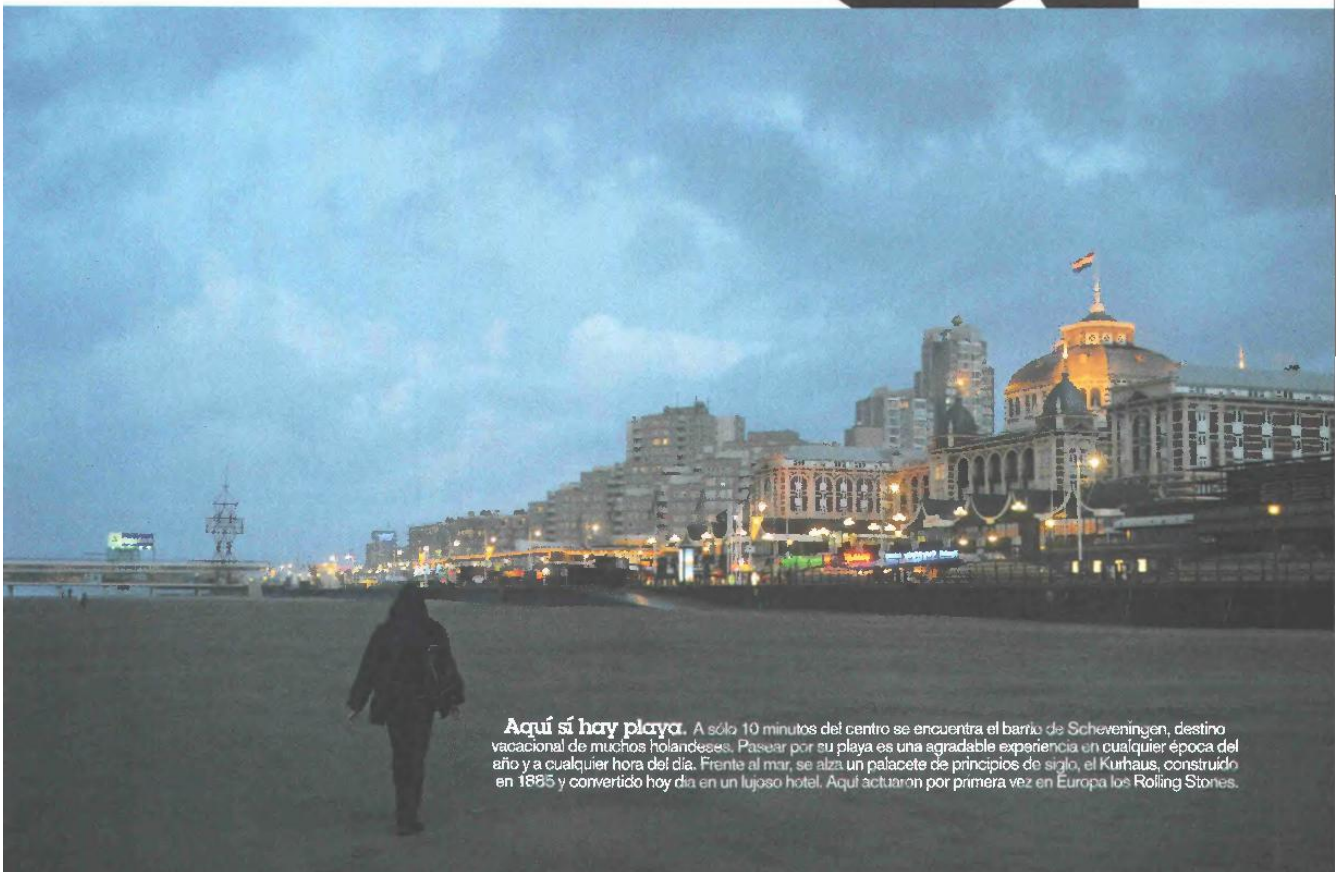 Aquí sí hay playa. A sólo 10 minutos del centro se encuentra el barrio de Scheveningen, destino
vacacional de muchos holandeses. Pasear por su playa es una agradable experiencia en cualquier época del
año y a cualquier hora del día. Frente al mar, se alza un palacete de principios de siglo, el Kurhaus, construido
en 1885 y convertido hoy día en un lujoso hotel. Aquí actuaron por primera vez en Europa los Rolling Stones.